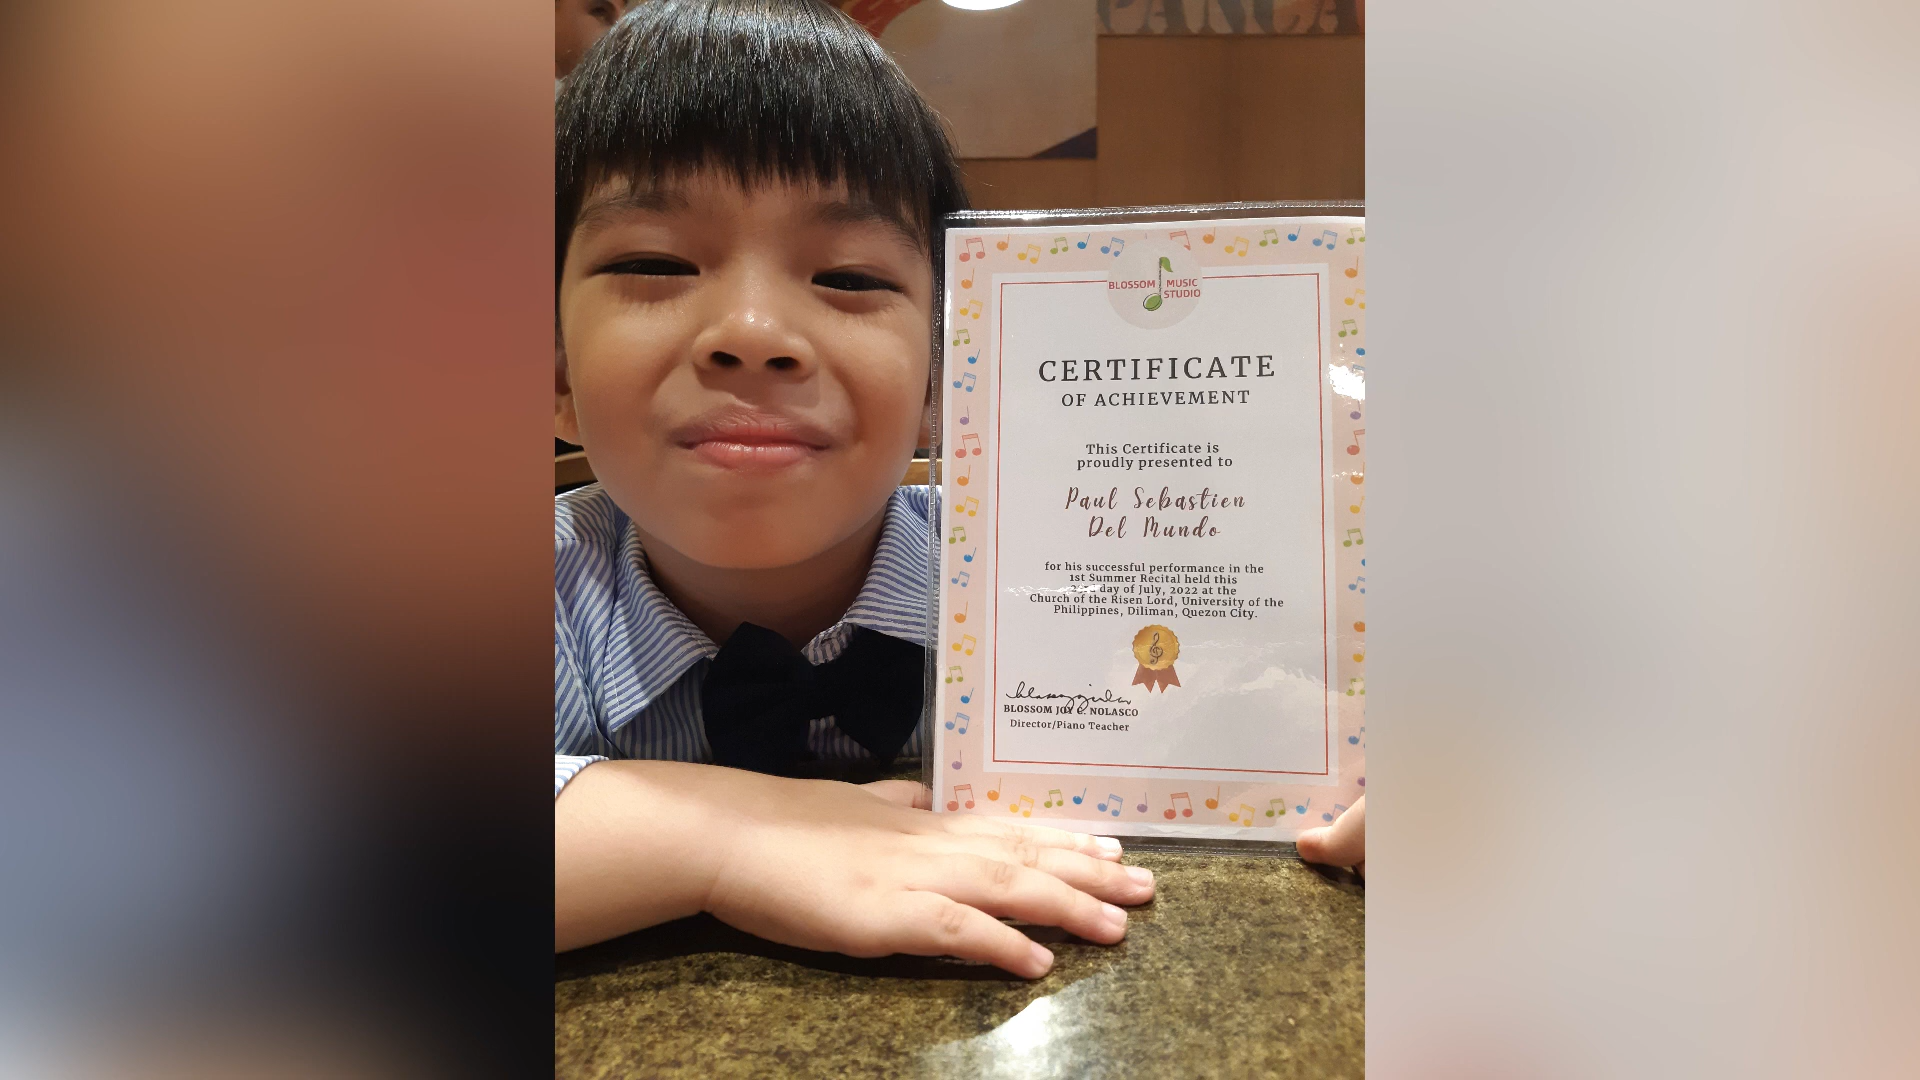 BLOSSOM MUSIC
STUDIO
CERTIFICATE
OF ACHIEVEMENT
This Certificate is
proudly presented to
Paul Sebastien
Del Mundo
for his successful performance in the
1st Summer Recital held this
day of July, 2022 at the
Church of the Risen Lord, University of the
Philippines, Diliman, Quezon City.
BLOSSOM JOY C. NOLASCO
Director/Piano Teacher